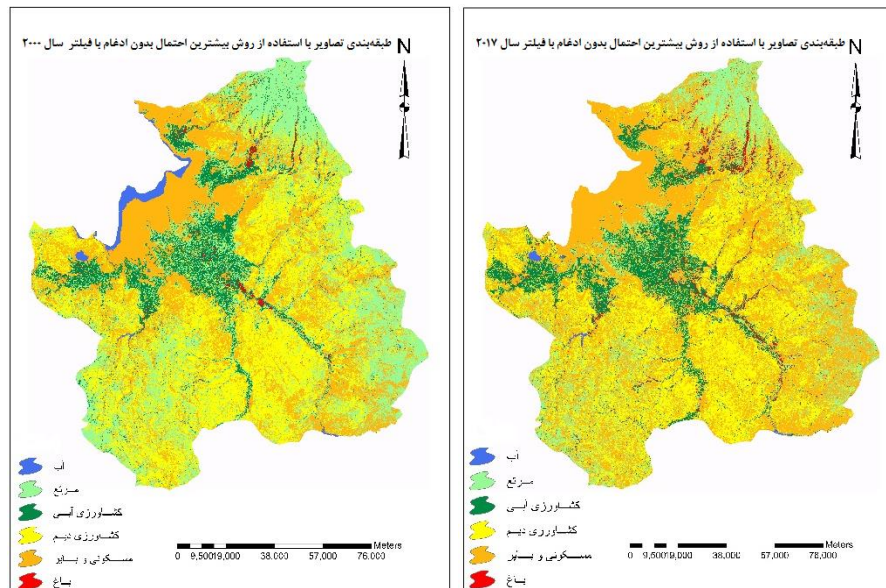 طبقه‌بندی تصاویر با استفاده از روش بیشترین احتمال بدون ادغام با فیلتر سال ۲۰۰۰
N
آب
مرتع
کشاورزی آبی
کشاورزی دیم
مسکونی و بایر
باغ
Meters
0 9,500 19,000 38,000 57,000 76,000
طبقه‌بندی تصاویر با استفاده از روش بیشترین احتمال بدون ادغام با فیلتر سال ۲۰۱۷
N
آب
مرتع
کشاورزی آبی
کشاورزی دیم
مسکونی و بایر
باغ
Meters
0 9,500 19,000 38,000 57,000 76,000